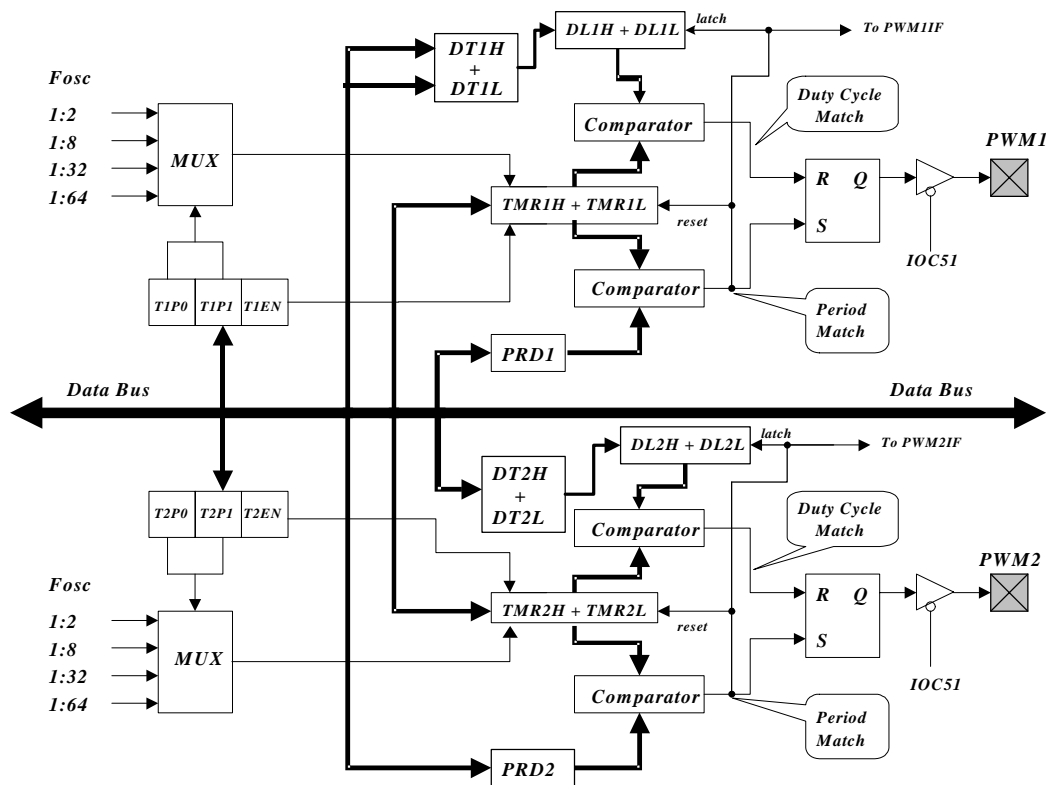 DL1H + DL1L
latch
To PWM1IF
DT1H
+
DT1L
Fosc
1:2
1:8
1:32
1:64
MUX
Comparator
Duty Cycle
Match
PWM1
R Q
S
TMR1H + TMR1L
reset
IOC51
T1P0 T1P1 T1EN
Comparator
Period
Match
PRD1
Data Bus
Data Bus
DL2H + DL2L
latch
To PWM2IF
DT2H
+
DT2L
T2P0 T2P1 T2EN
Comparator
Duty Cycle
Match
PWM2
Fosc
1:2
1:8
1:32
1:64
MUX
TMR2H + TMR2L
reset
R Q
S
IOC51
Comparator
Period
Match
PRD2